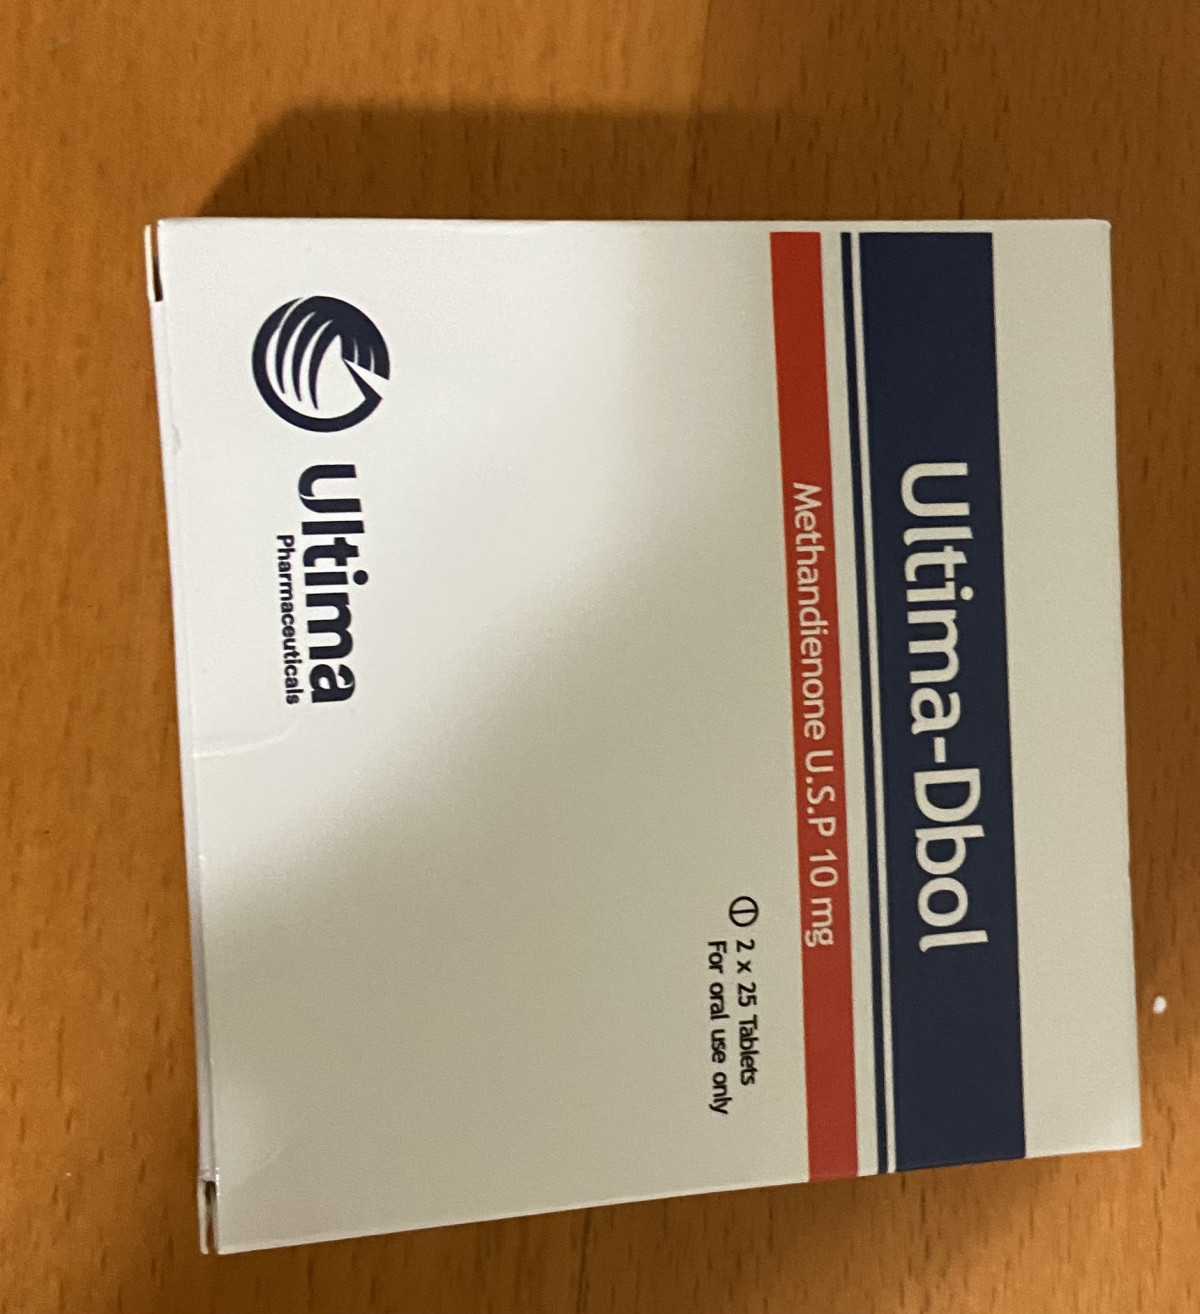 Ultima-Dbol
Methandienone U.S.P 10 mg
2 x 25 Tablets
For oral use only
Ultima
Pharmaceuticals